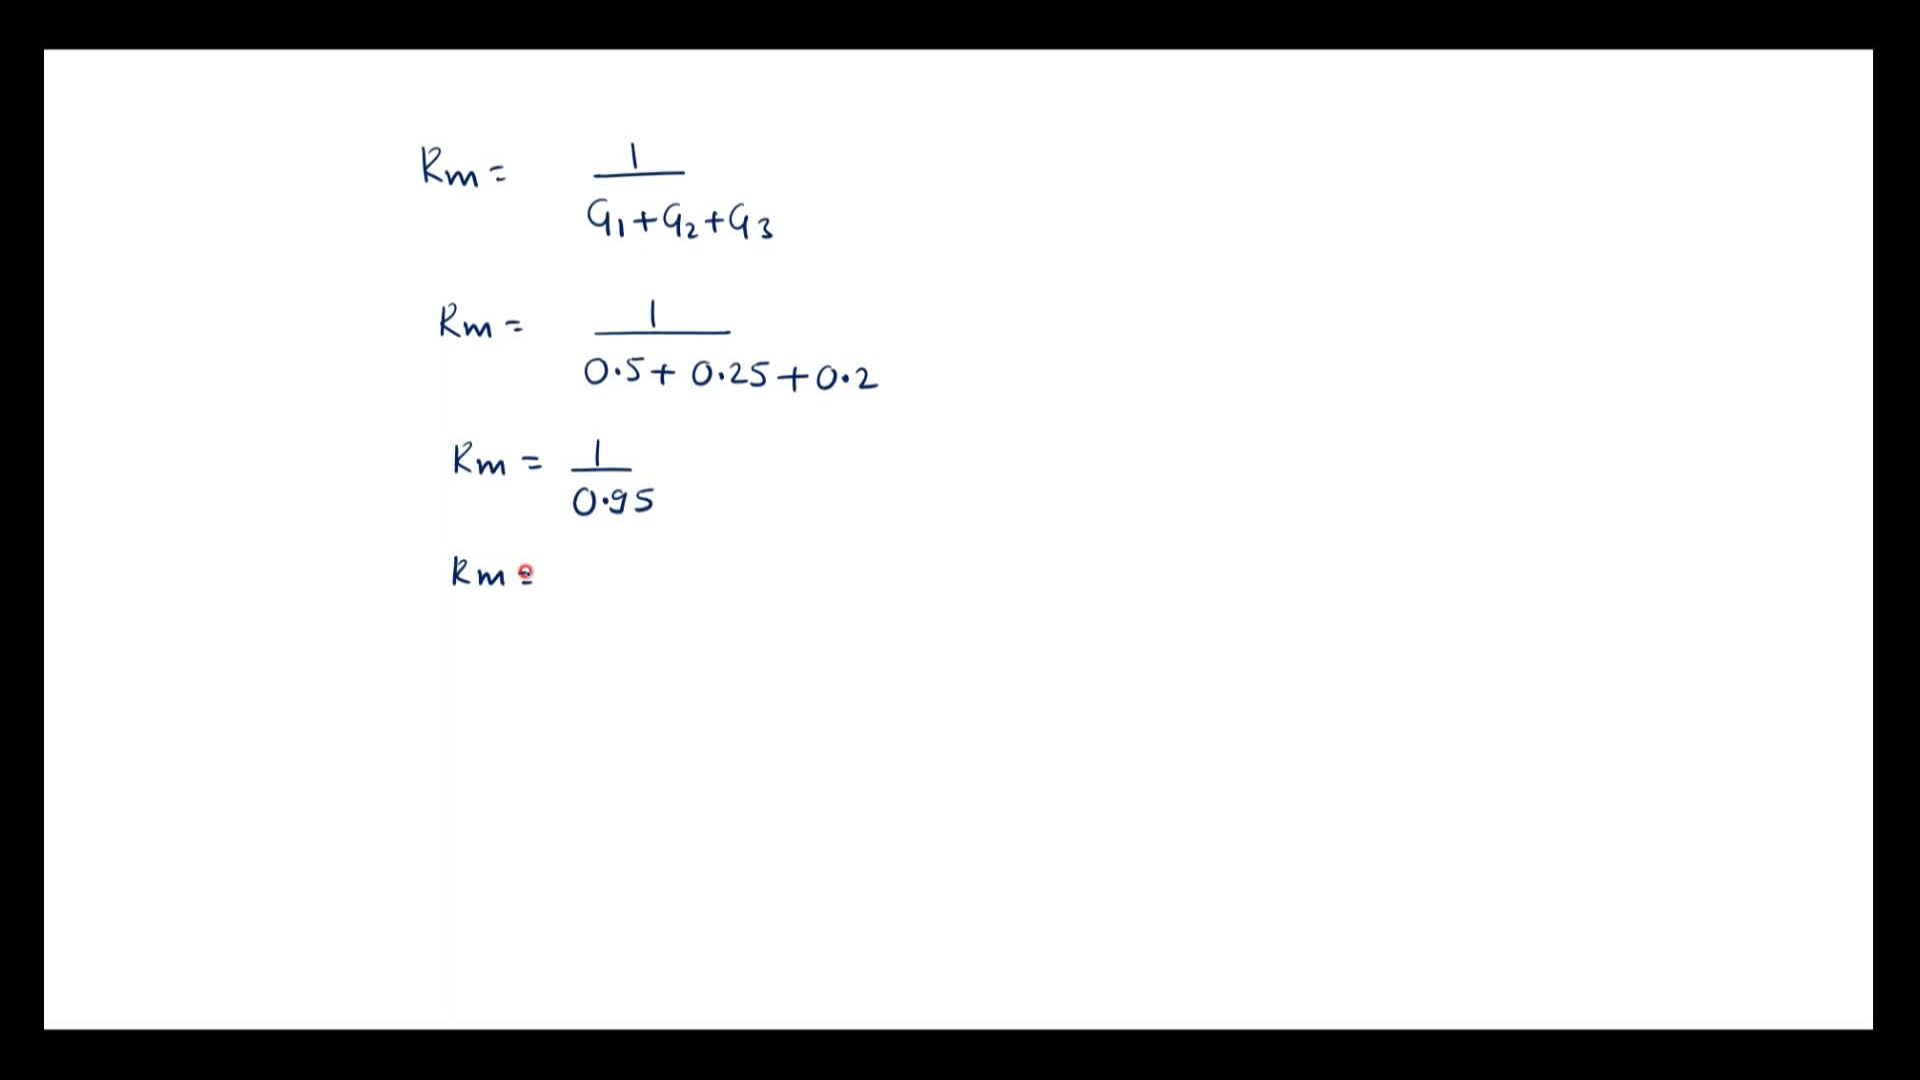 Rm = 1
G1+G2+G3
Rm = 1
0.5+ 0.25 +0.2
Rm = 1
0.95
Rm =